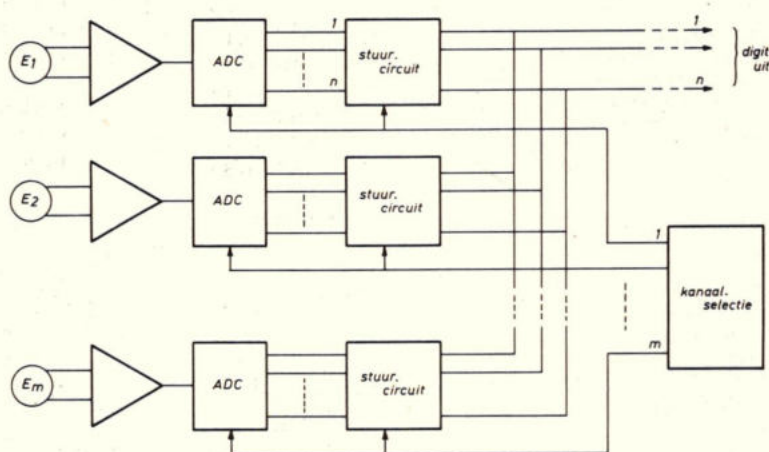 E1
ADC
1
n
stuur.
circuit
1
n
digit
uit
E2
ADC
stuur.
circuit
1
m
kanaal.
selectie
Em
ADC
stuur.
circuit